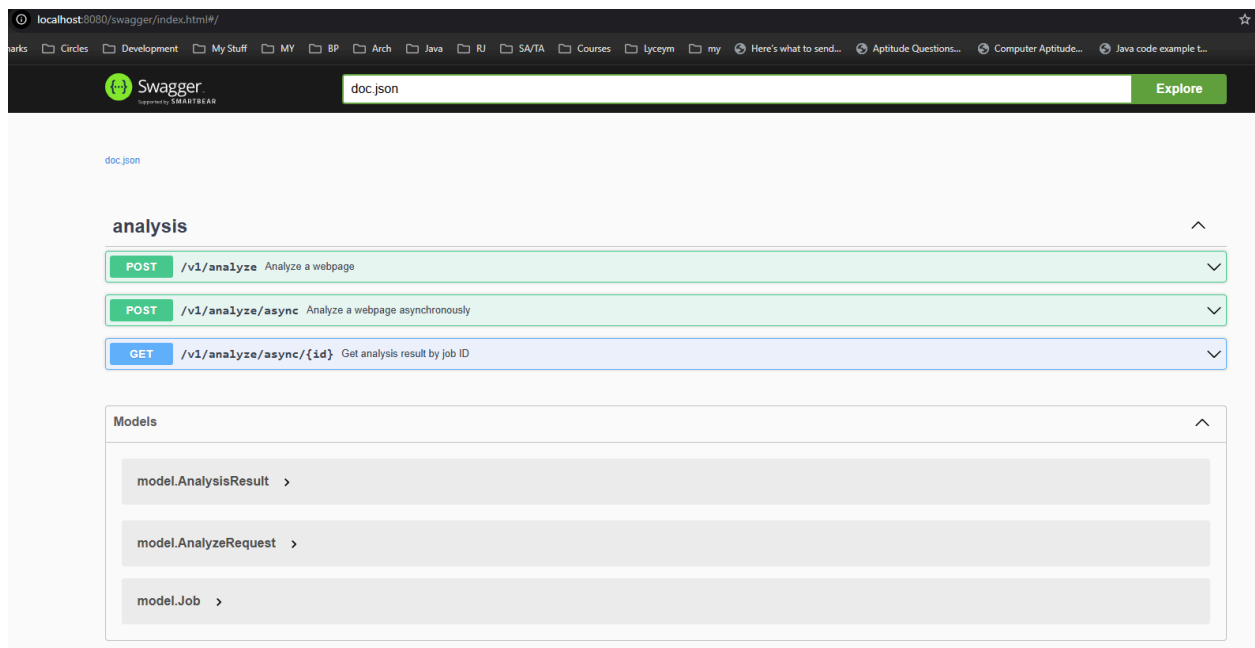 localhost:8080/swagger/index.html#/
narks Circles Development My Stuff MY BP Arch Java RJ SA/TA Courses Lyceym my Here's what to send... Aptitude Questions... Computer Aptitude... Java code example t...
Swagger
Supported by SMARTBEAR
doc.json
Explore
doc.json
analysis
POST /v1/analyze Analyze a webpage
POST /v1/analyze/async Analyze a webpage asynchronously
GET /v1/analyze/async/{id} Get analysis result by job ID
Models
model.AnalysisResult
model.AnalyzeRequest
model.Job